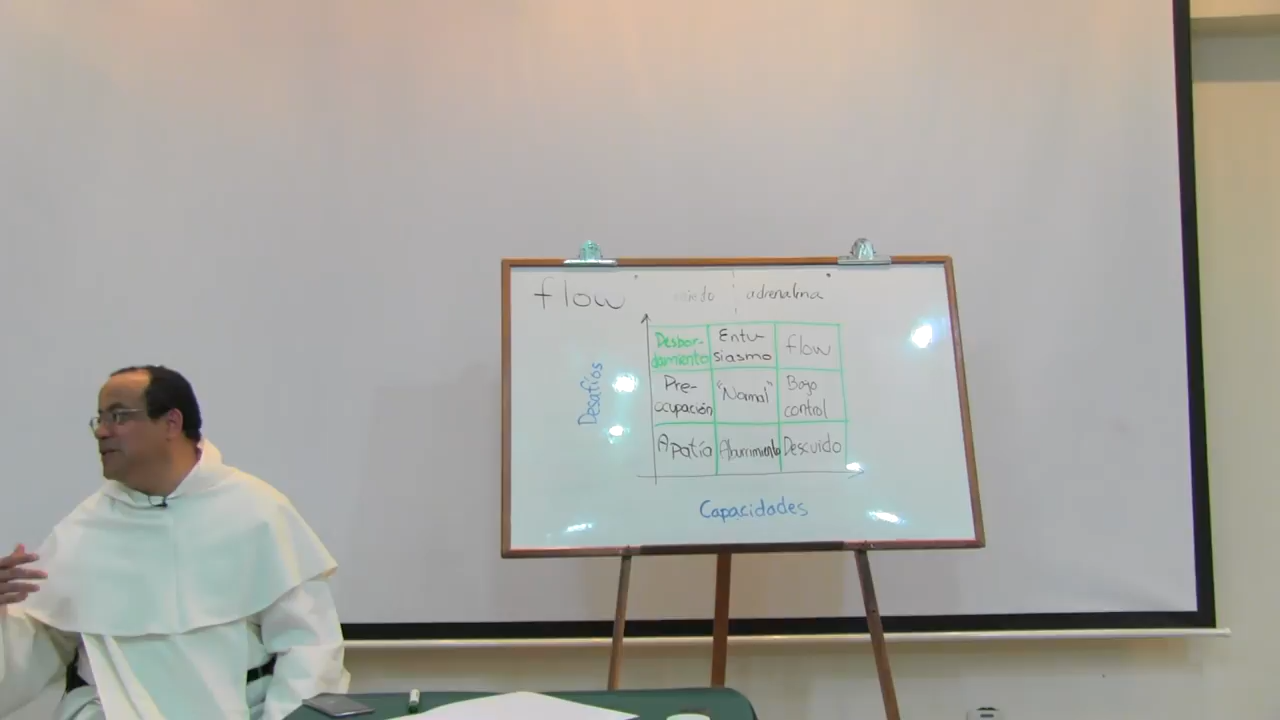 flow
miedo adrenalina
Desbor-
damiento
Entu-
siasmo
flow
Pre-
ocupación
"Normal"
Bajo
control
Apatía
Aburrimiento
Descuido
Desafíos
Capacidades